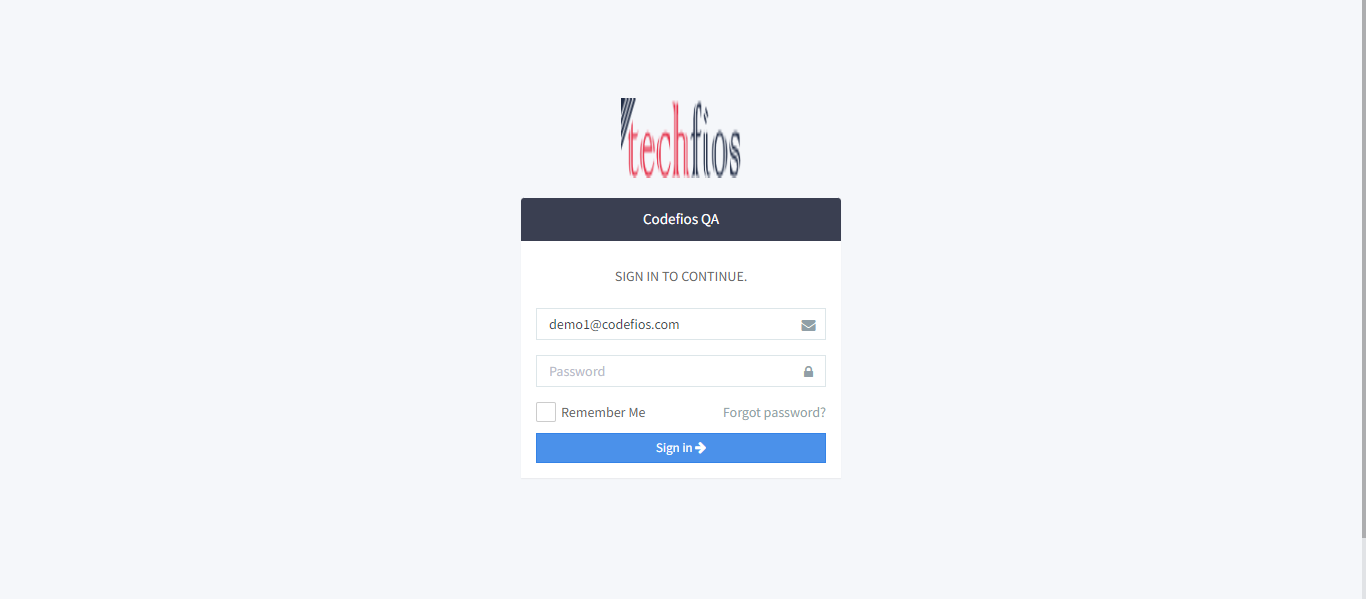 techfios
Codefios QA
SIGN IN TO CONTINUE.
demo1@codefios.com
Password
Remember Me Forgot password?
Sign in